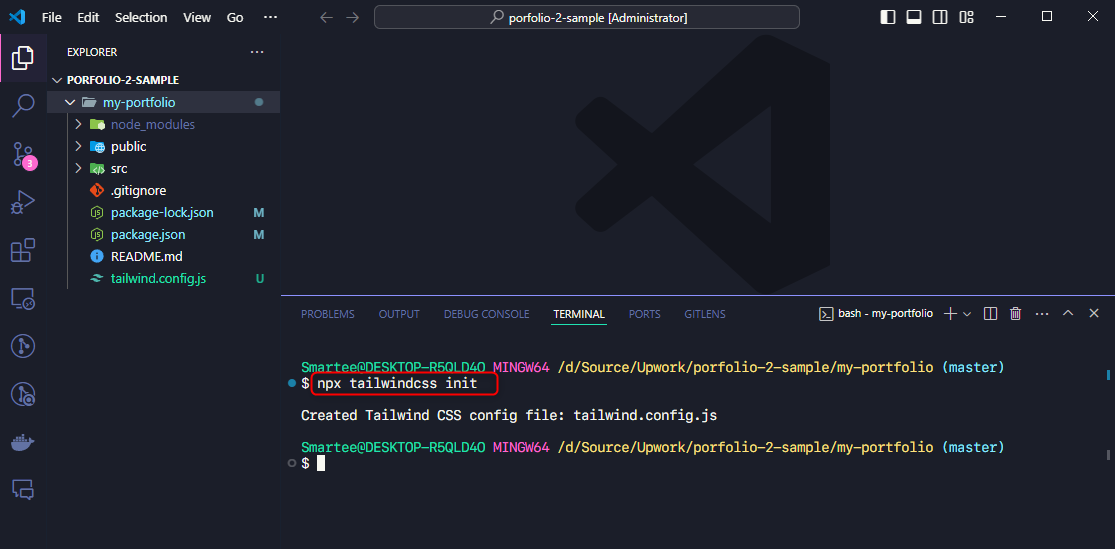 File Edit Selection View Go ···
porfolio-2-sample [Administrator]
EXPLORER ···
PORFOLIO-2-SAMPLE
my-portfolio
node_modules
public
src
.gitignore
package-lock.json M
package.json M
README.md
tailwind.config.js U
3
PROBLEMS OUTPUT DEBUG CONSOLE TERMINAL PORTS GITLENS bash - my-portfolio ···
Smartee@DESKTOP-R5QLD4O MINGW64 /d/Source/Upwork/porfolio-2-sample/my-portfolio (master)
$ npx tailwindcss init
Created Tailwind CSS config file: tailwind.config.js
Smartee@DESKTOP-R5QLD4O MINGW64 /d/Source/Upwork/porfolio-2-sample/my-portfolio (master)
$